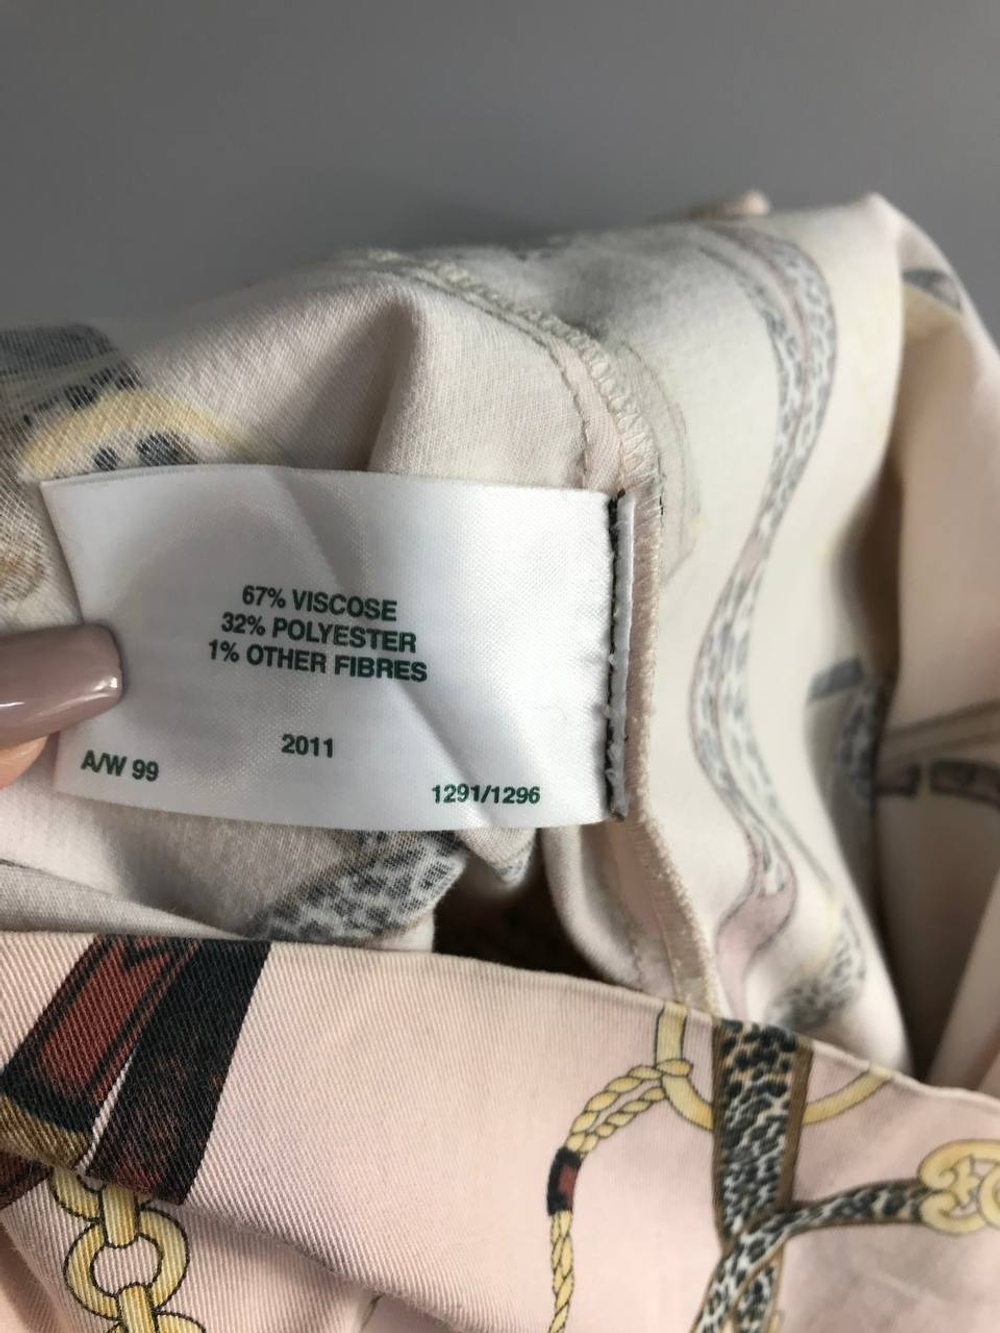 67% VISCOSE
32% POLYESTER
1% OTHER FIBRES
2011
A/W 99
1291/1296